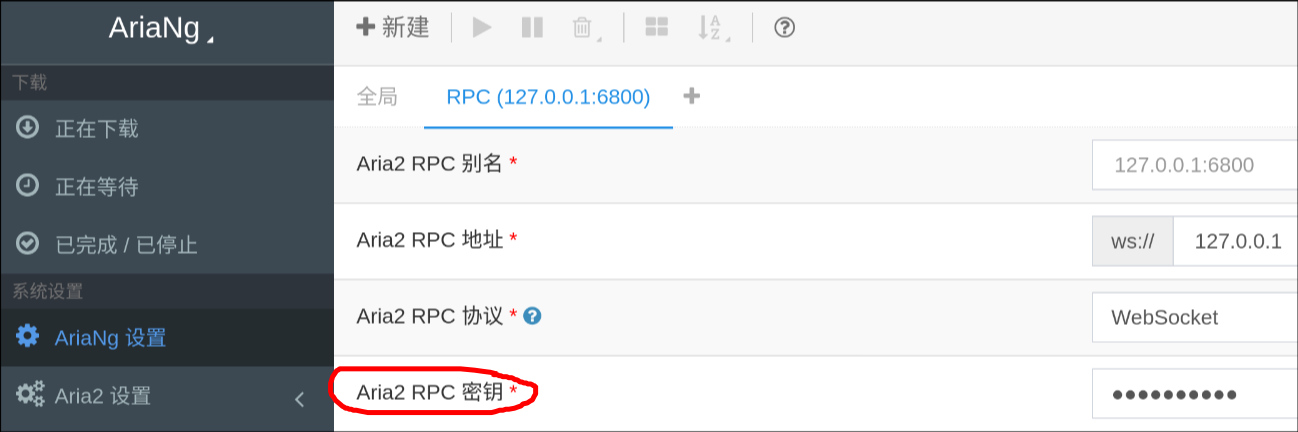 AriaNg
新建
下载
正在下载
正在等待
已完成 / 已停止
系统设置
AriaNg 设置
Aria2 设置
全局
RPC (127.0.0.1:6800)
Aria2 RPC 别名 *
127.0.0.1:6800
Aria2 RPC 地址 *
ws://
127.0.0.1
Aria2 RPC 协议 *
WebSocket
Aria2 RPC 密钥 *
••••••••••